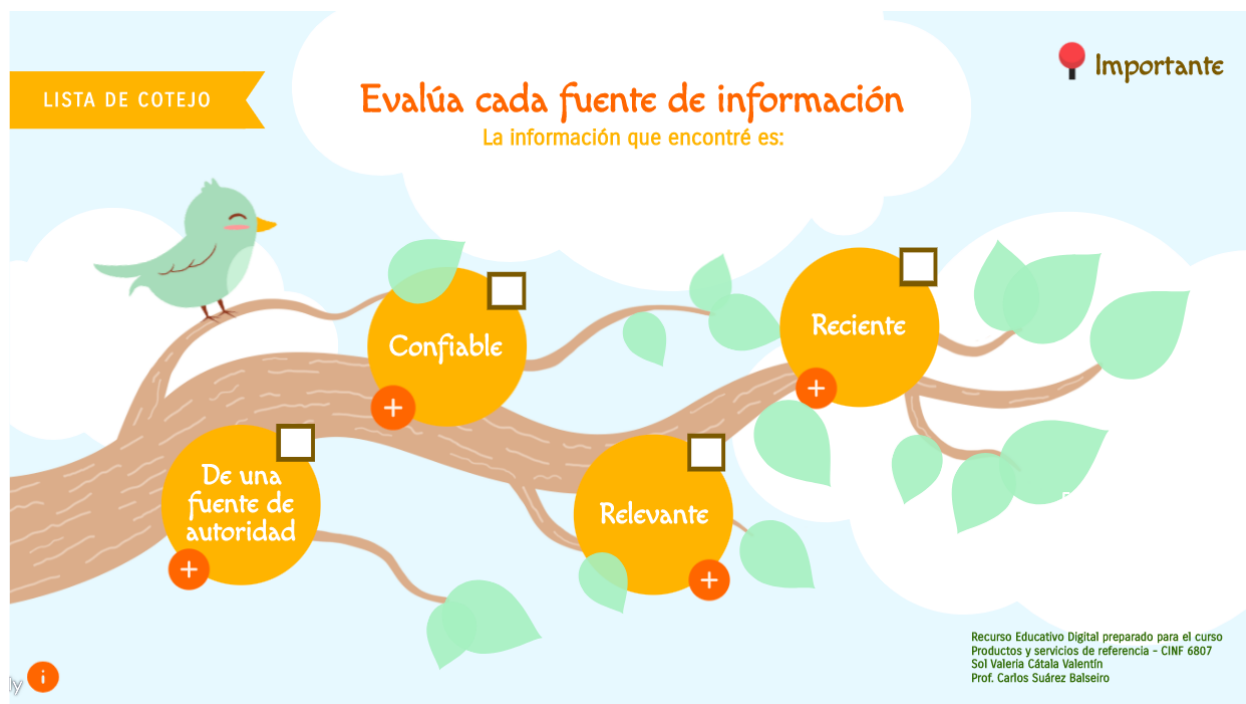 LISTA DE COTEJO
Evalúa cada fuente de información
La información que encontré es:
Importante
Confiable
Reciente
De una
fuente de
autoridad
Relevante
Recurso Educativo Digital preparado para el curso
Productos y servicios de referencia - CINF 6807
Sol Valeria Cátala Valentín
Prof. Carlos Suárez Balseiro
ly
i